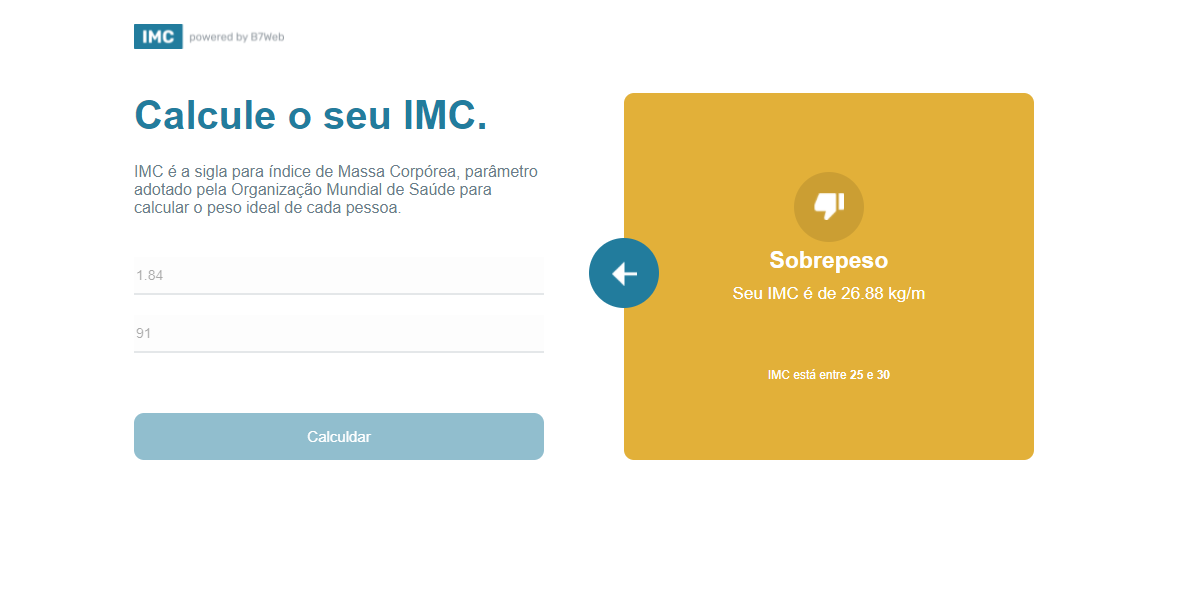 IMC powered by B7Web
Calcule o seu IMC.
IMC é a sigla para índice de Massa Corpórea, parâmetro
adotado pela Organização Mundial de Saúde para
calcular o peso ideal de cada pessoa.
1.84
91
Calculdar
Sobrepeso
Seu IMC é de 26.88 kg/m
IMC está entre 25 e 30